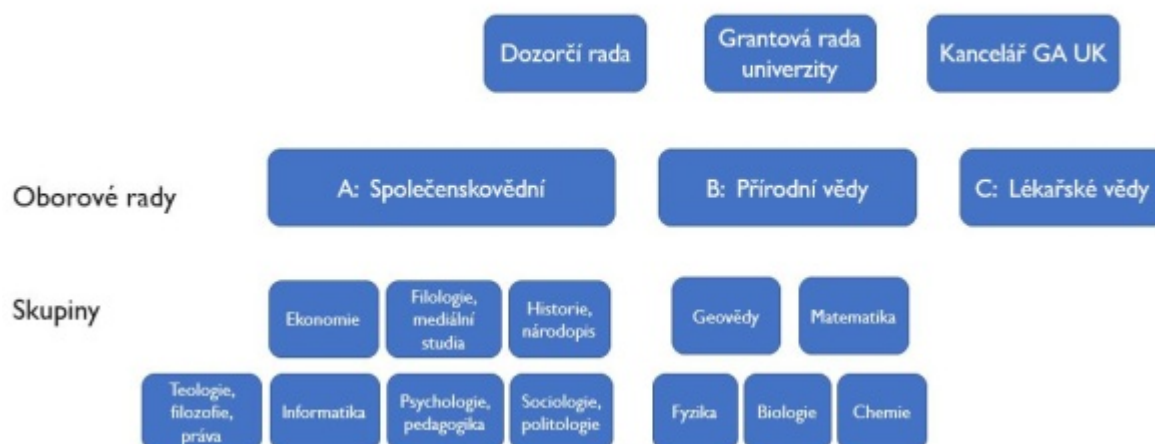 Dozorčí rada
Grantová rada
univerzity
Kancelář GA UK
Oborové rady
A: Společenskovědní
B: Přírodní vědy
C: Lékařské vědy
Skupiny
Ekonomie
Filologie,
mediální
studia
Historie,
národopis
Geovědy
Matematika
Teologie,
filozofie,
práva
Informatika
Psychologie,
pedagogika
Sociologie,
politologie
Fyzika
Biologie
Chemie